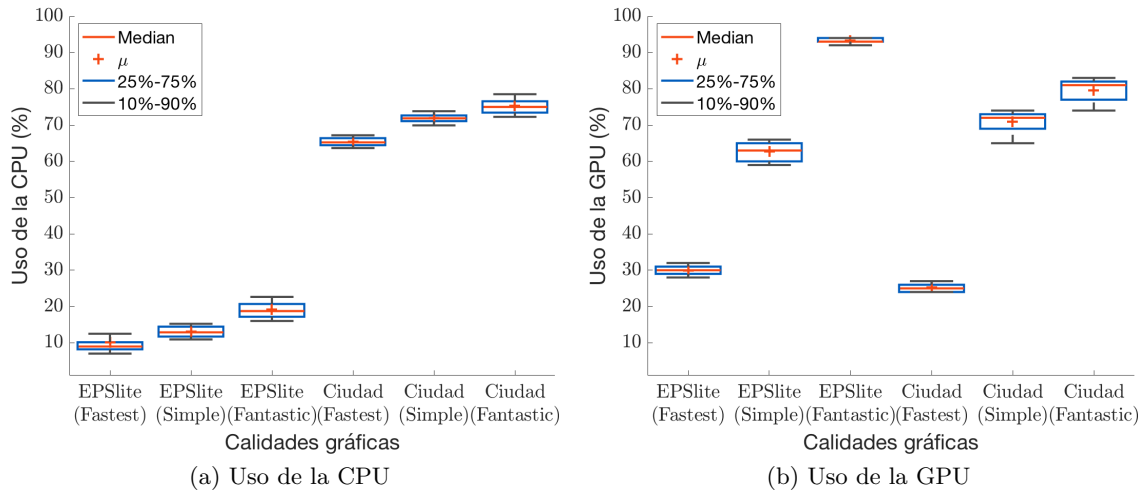 100
90
80
70
60
50
40
30
20
10
Uso de la CPU (%)
Median
μ
25%-75%
10%-90%
EPSlite EPSlite EPSlite Ciudad Ciudad Ciudad
(Fastest) (Simple) (Fantastic) (Fastest) (Simple) (Fantastic)
Calidades gráficas
(a) Uso de la CPU
100
90
80
70
60
50
40
30
20
10
Uso de la GPU (%)
Median
μ
25%-75%
10%-90%
EPSlite EPSlite EPSlite Ciudad Ciudad Ciudad
(Fastest) (Simple) (Fantastic) (Fastest) (Simple) (Fantastic)
Calidades gráficas
(b) Uso de la GPU